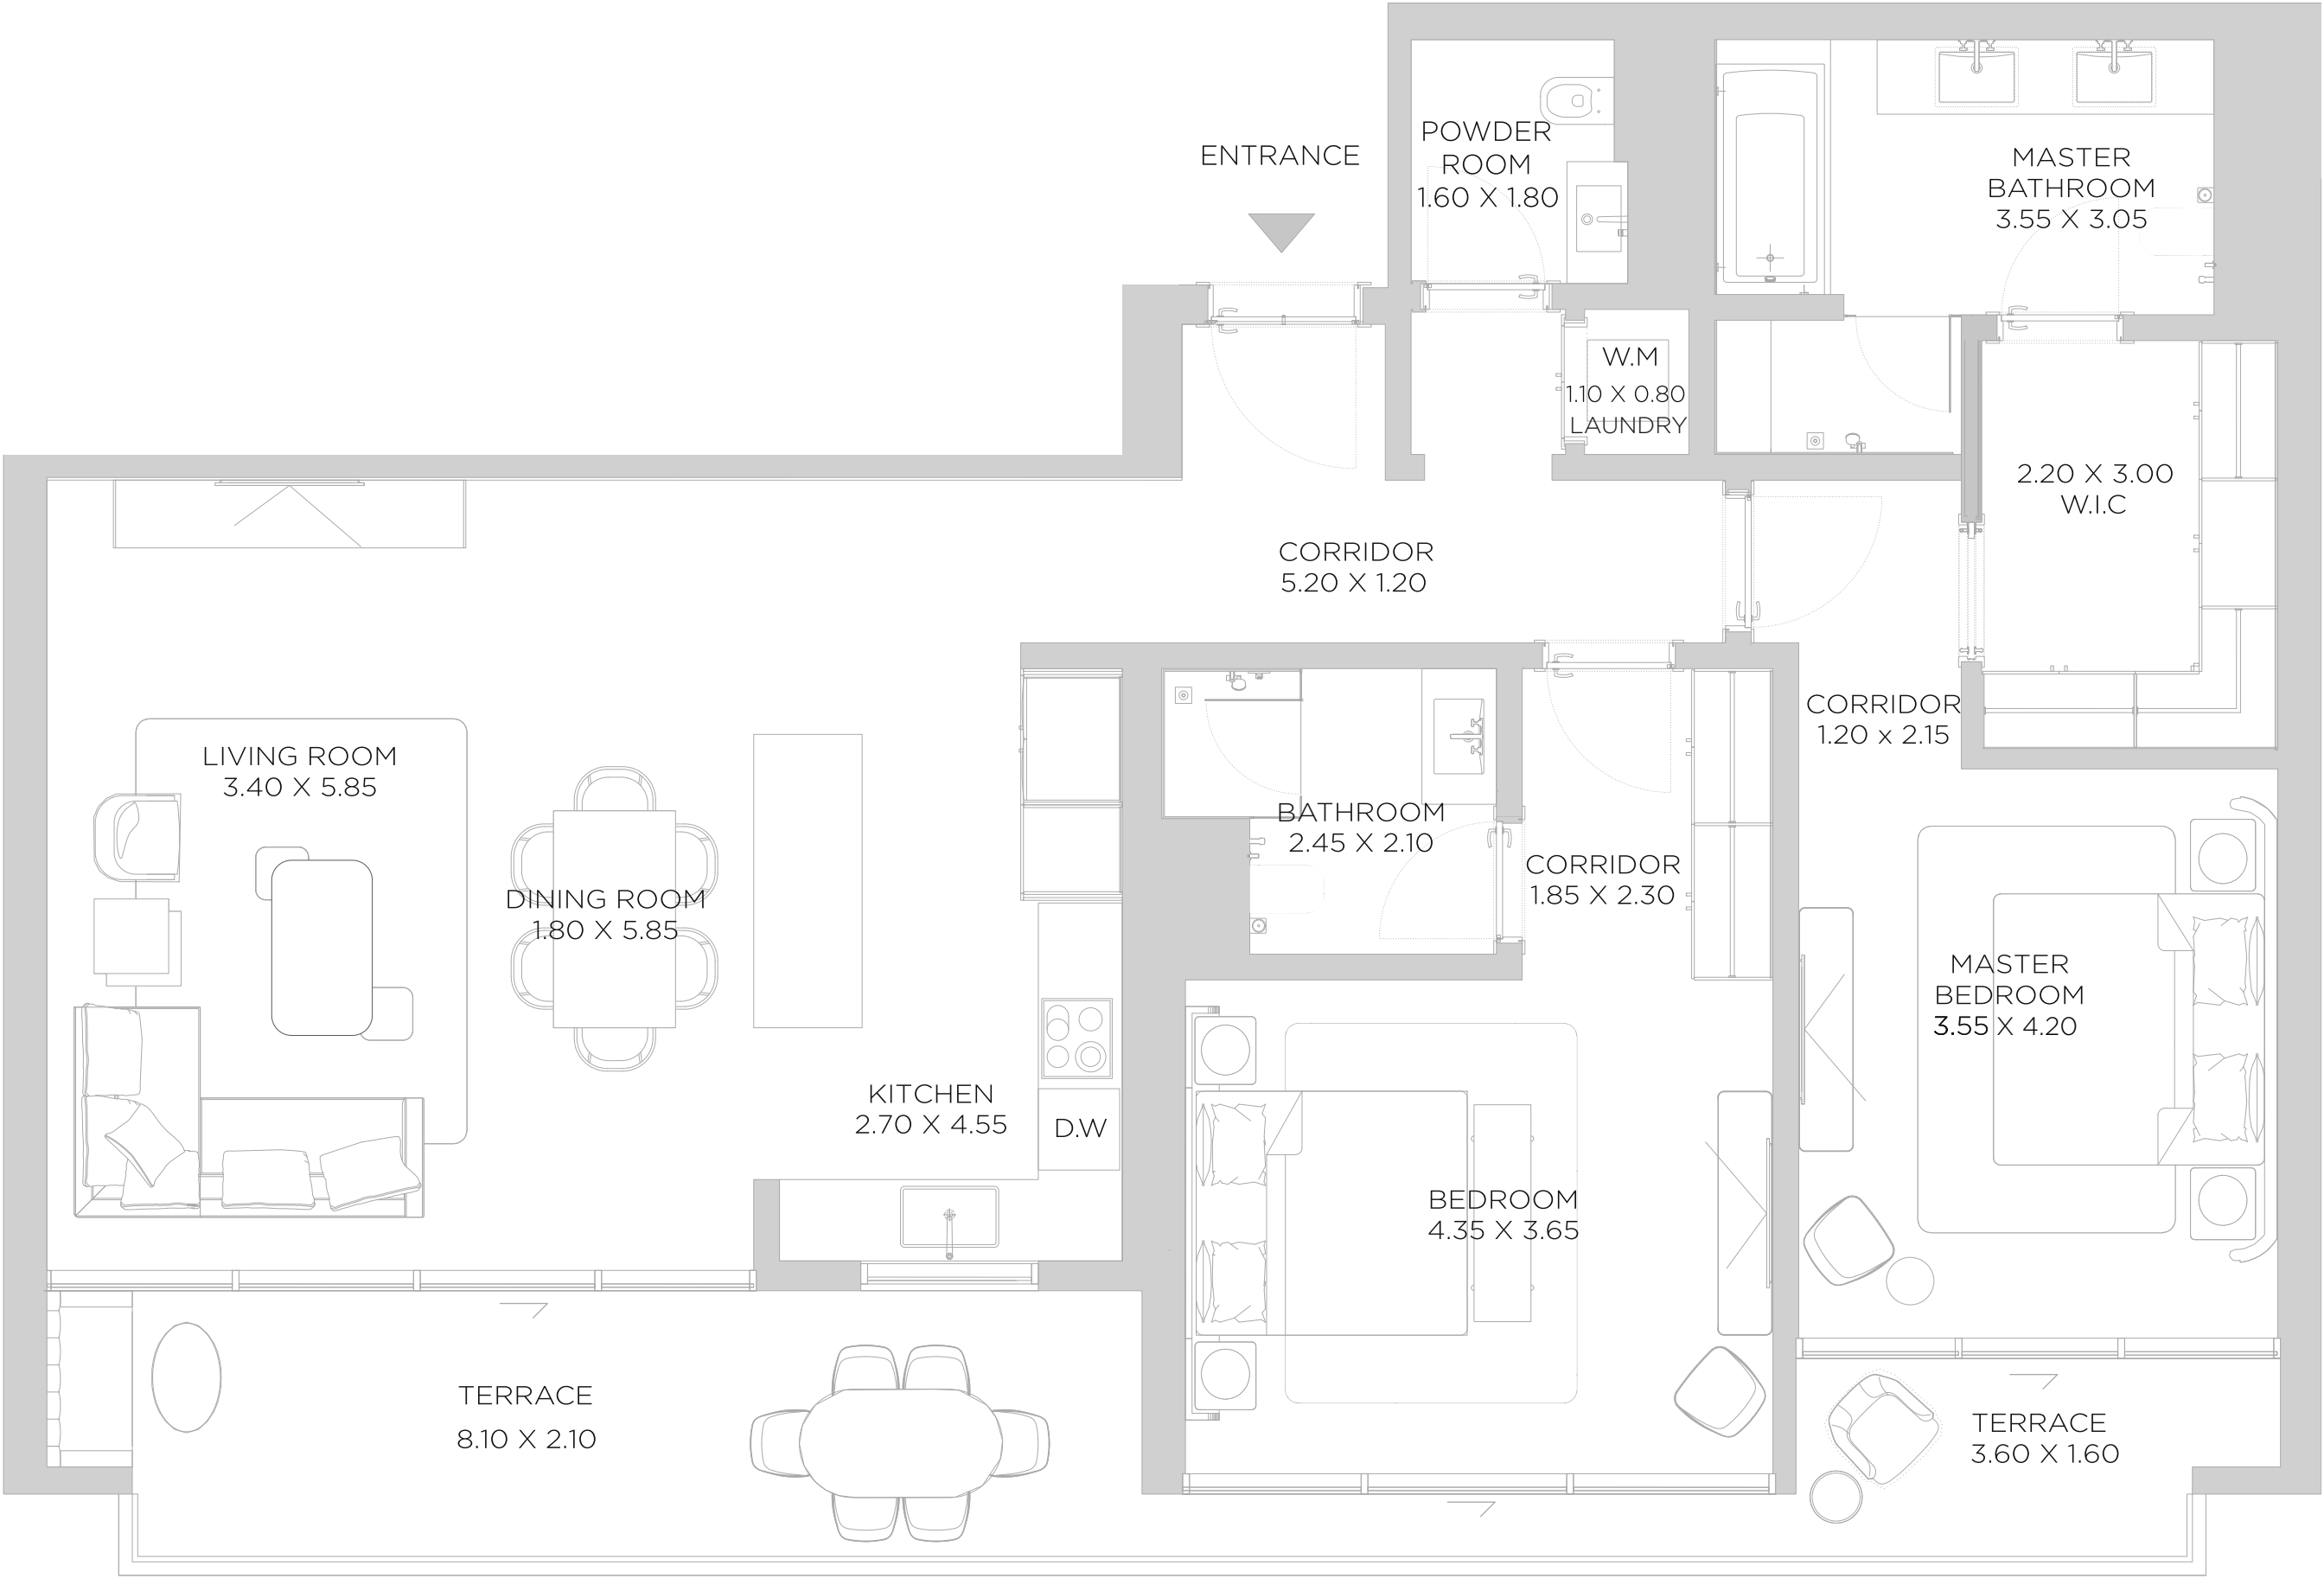 ENTRANCE
POWDER
ROOM
1.60 X 1.80
MASTER
BATHROOM
3.55 X 3.05
W.M
1.10 X 0.80
LAUNDRY
2.20 X 3.00
W.I.C
CORRIDOR
5.20 X 1.20
CORRIDOR
1.20 x 2.15
LIVING ROOM
3.40 X 5.85
BATHROOM
2.45 X 2.10
CORRIDOR
1.85 X 2.30
DINING ROOM
1.80 X 5.85
MASTER
BEDROOM
3.55 X 4.20
KITCHEN
2.70 X 4.55
D.W
BEDROOM
4.35 X 3.65
TERRACE
8.10 X 2.10
TERRACE
3.60 X 1.60